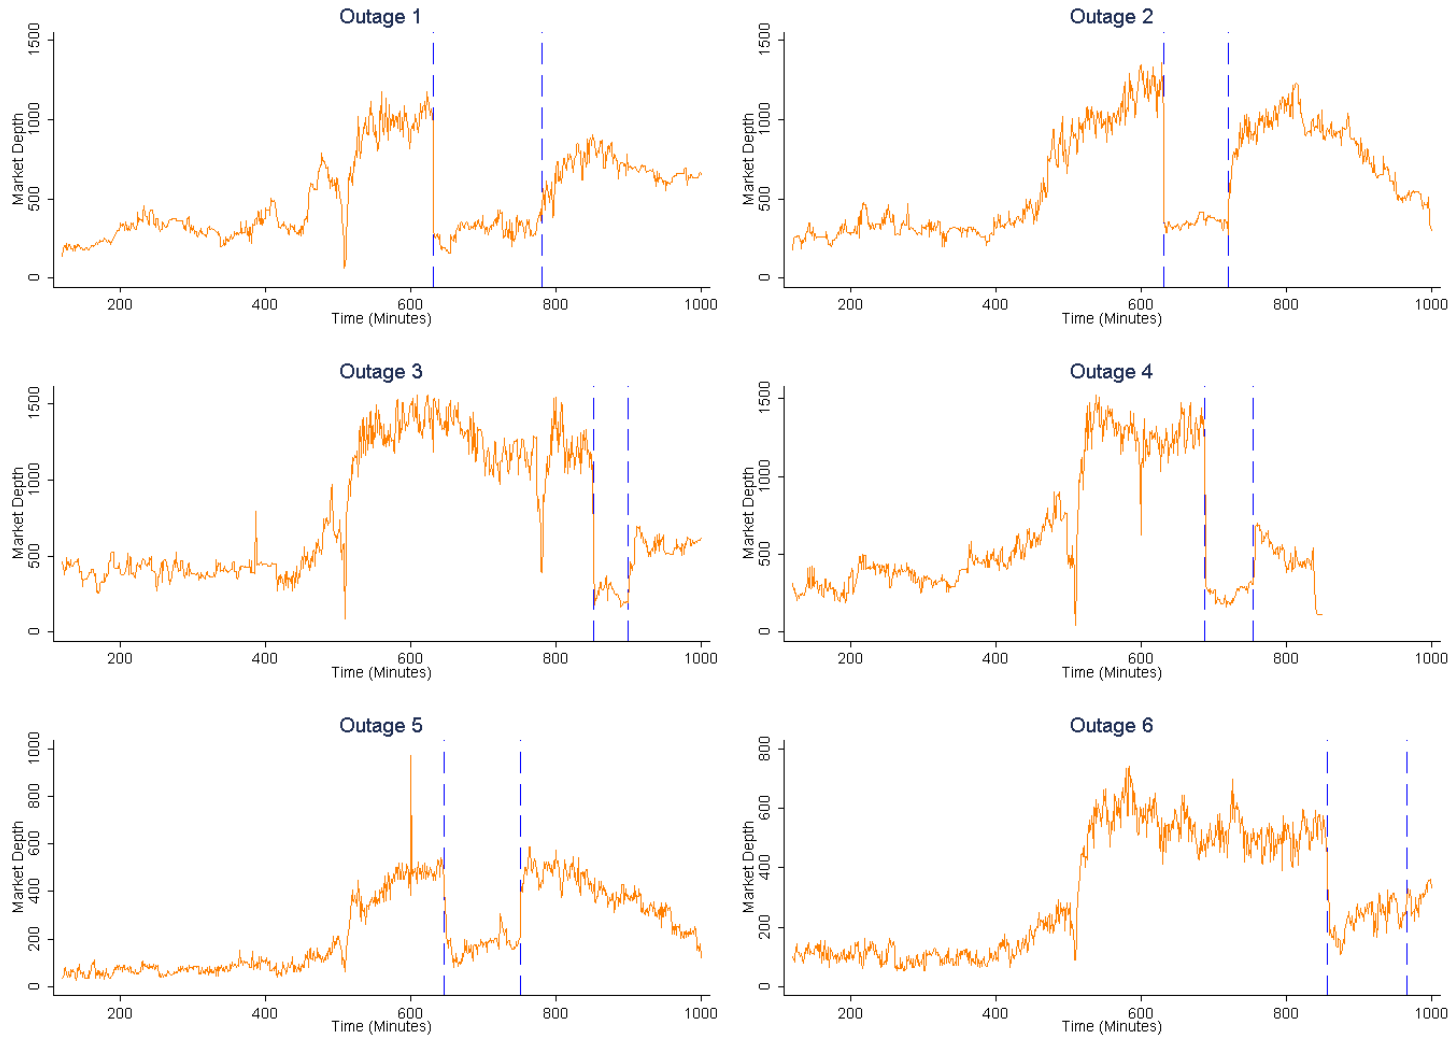 Outage 1
Market Depth
1500
1000
500
0
200 400 600 800 1000
Time (Minutes)
Outage 2
Market Depth
1500
1000
500
0
200 400 600 800 1000
Time (Minutes)
Outage 3
Market Depth
1500
1000
500
0
200 400 600 800 1000
Time (Minutes)
Outage 4
Market Depth
1500
1000
500
0
200 400 600 800 1000
Time (Minutes)
Outage 5
Market Depth
1000
800
600
400
200
0
200 400 600 800 1000
Time (Minutes)
Outage 6
Market Depth
800
600
400
200
0
200 400 600 800 1000
Time (Minutes)